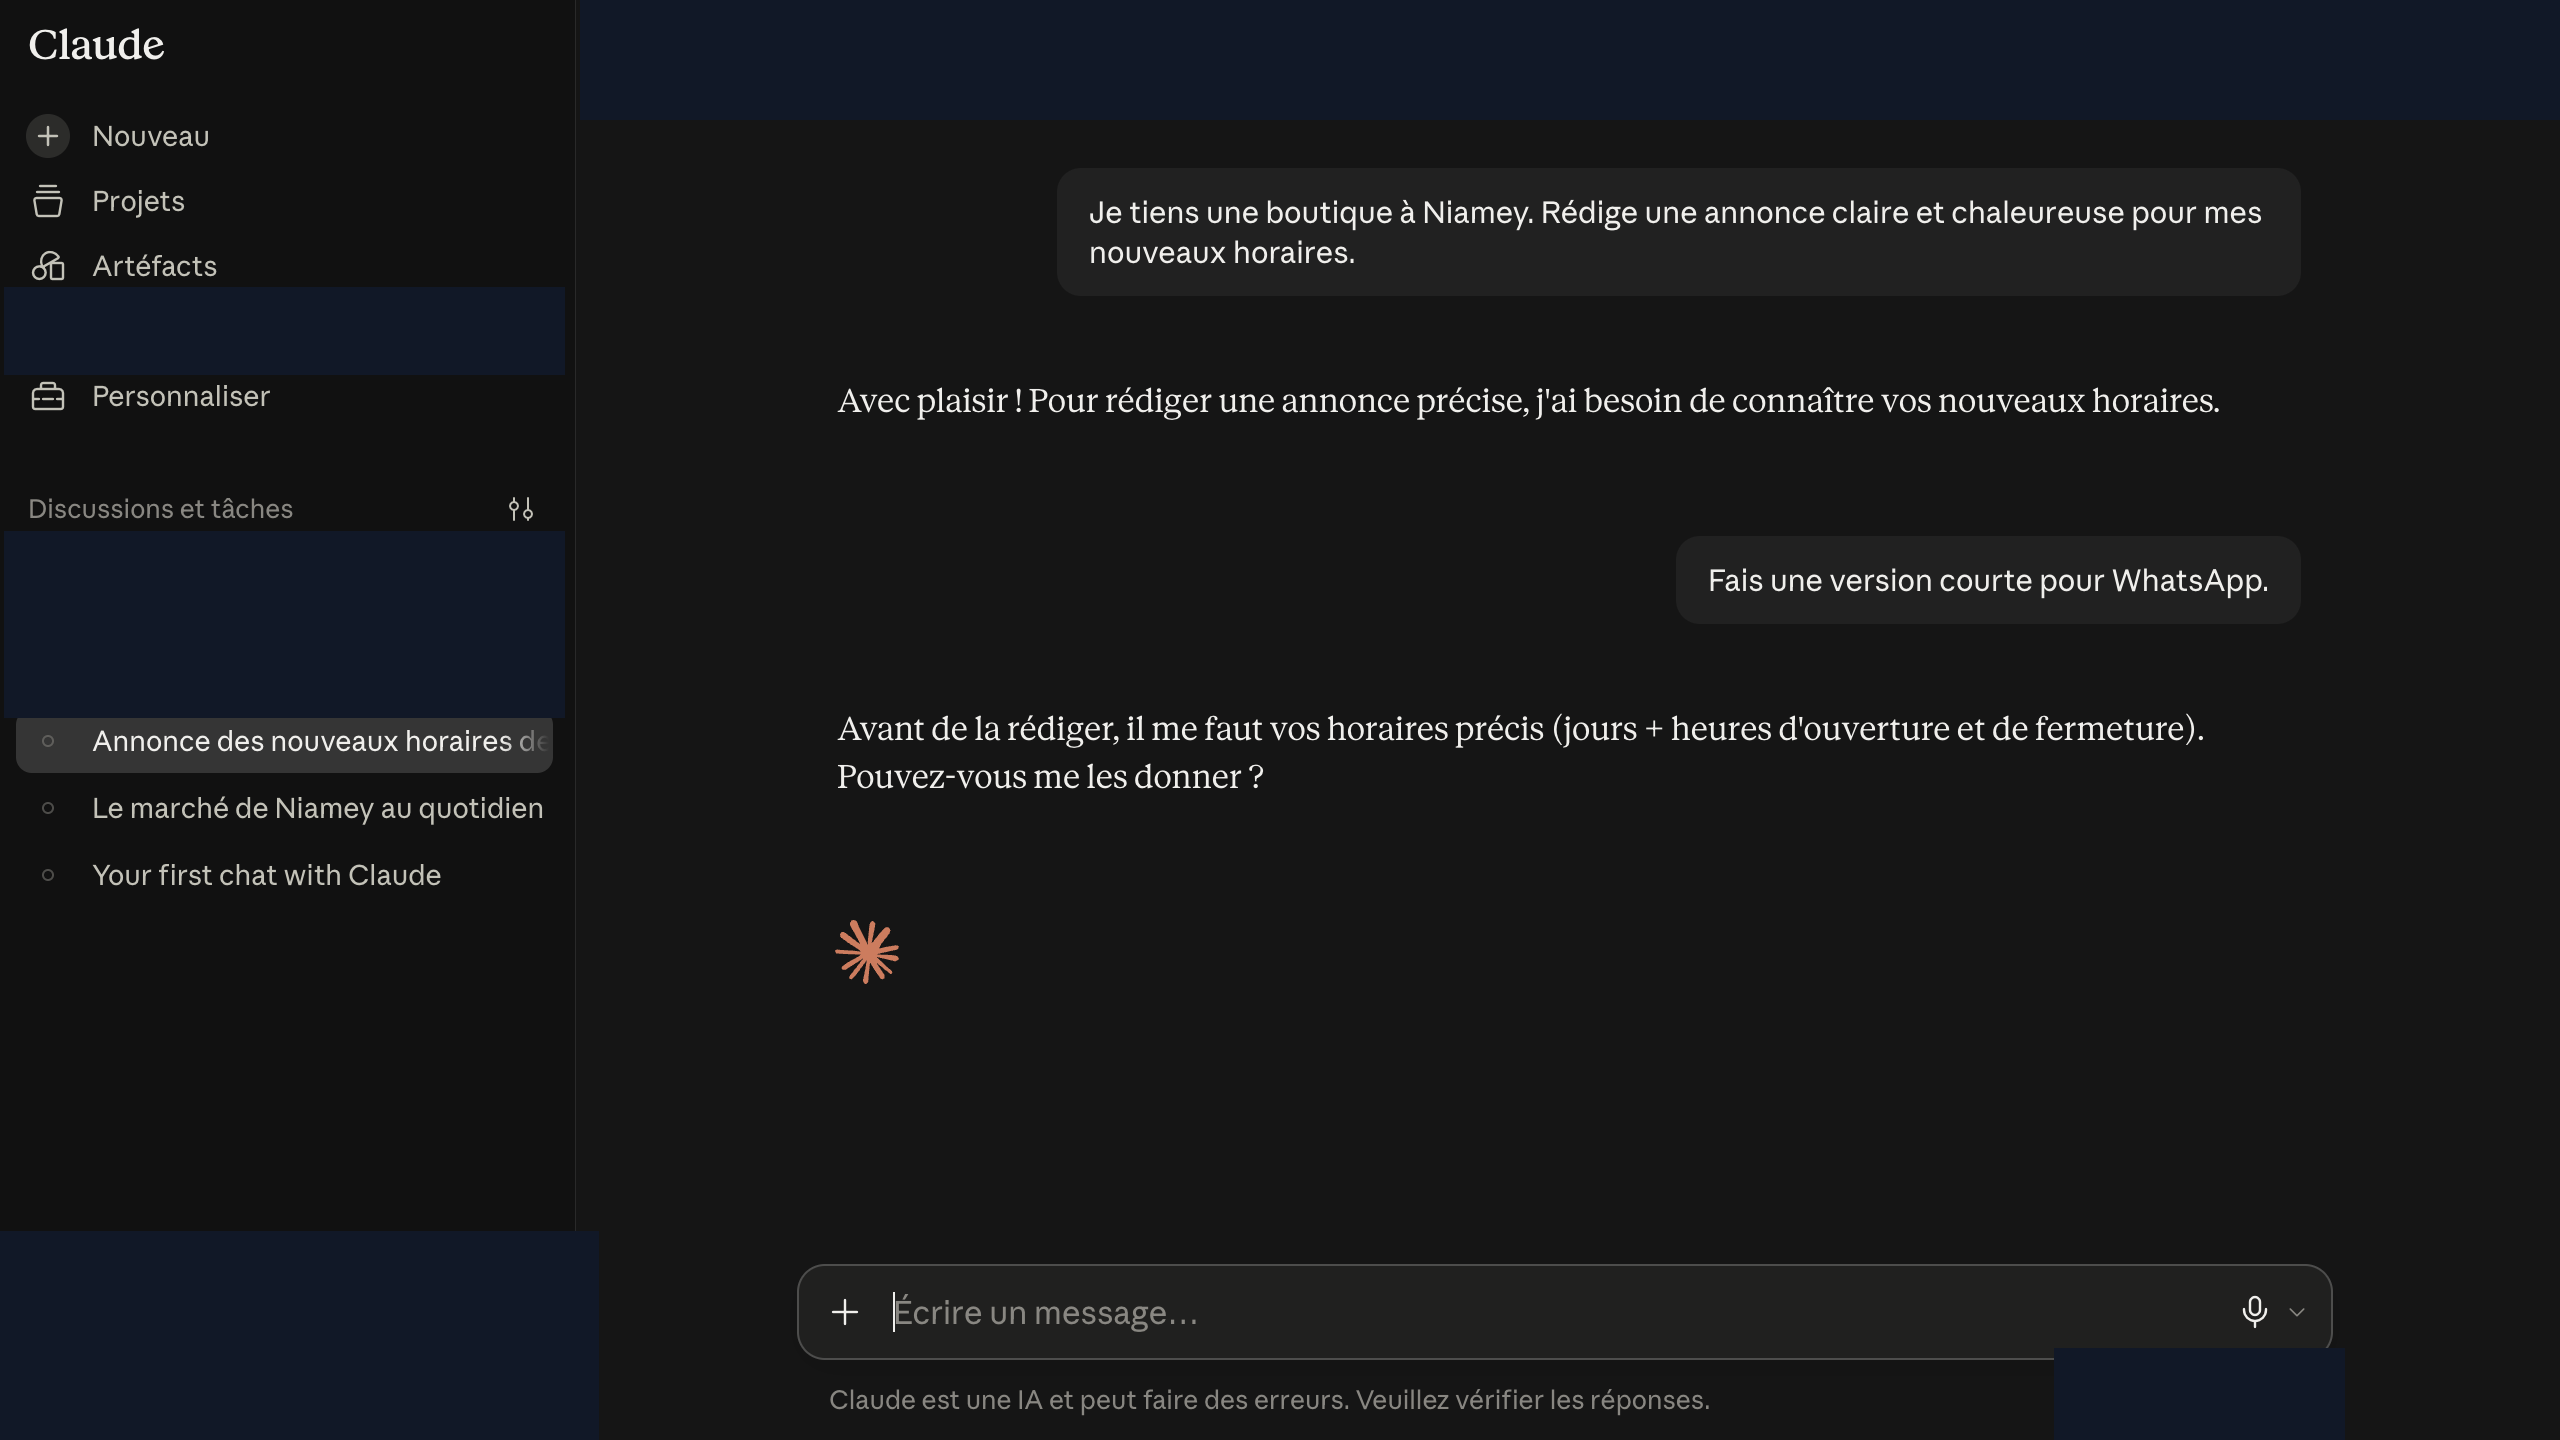 Claude
Nouveau
Projets
Artéfacts
Personnaliser
Discussions et tâches
Annonce des nouveaux horaires de
Le marché de Niamey au quotidien
Your first chat with Claude
Je tiens une boutique à Niamey. Rédige une annonce claire et chaleureuse pour mes
nouveaux horaires.
Avec plaisir ! Pour rédiger une annonce précise, j'ai besoin de connaître vos nouveaux horaires.
Fais une version courte pour WhatsApp.
Avant de la rédiger, il me faut vos horaires précis (jours + heures d'ouverture et de fermeture).
Pouvez-vous me les donner ?
Écrire un message…
Claude est une IA et peut faire des erreurs. Veuillez vérifier les réponses.